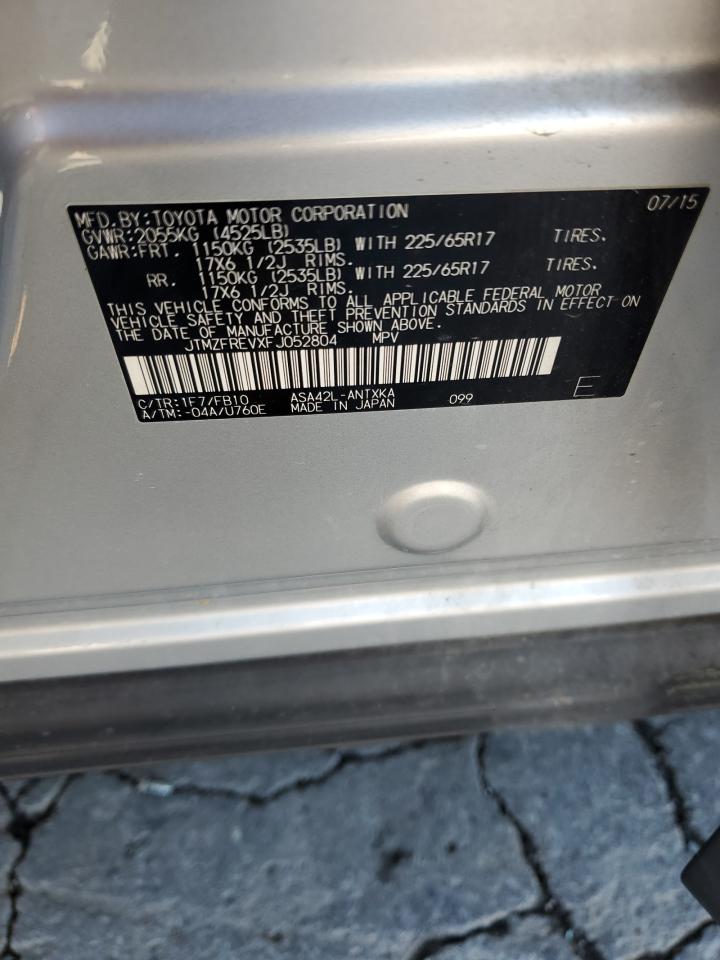 MFD.BY:TOYOTA MOTOR CORPORATION 07/15
GVWR:2055KG (4525LB)
GAWR:FRT. 1150KG (2535LB) WITH 225/65R17 TIRES.
17X6 1/2J RIMS.
RR. 1150KG (2535LB) WITH 225/65R17 TIRES.
17X6 1/2J RIMS.
THIS VEHICLE CONFORMS TO ALL APPLICABLE FEDERAL MOTOR
VEHICLE SAFETY AND THEFT PREVENTION STANDARDS IN EFFECT ON
THE DATE OF MANUFACTURE SHOWN ABOVE.
JTMZFREVXFJ052804 MPV
C/TR:1F7/FB10 ASA42L-ANTXKA 099 E
A/TM:-04A/U760E MADE IN JAPAN